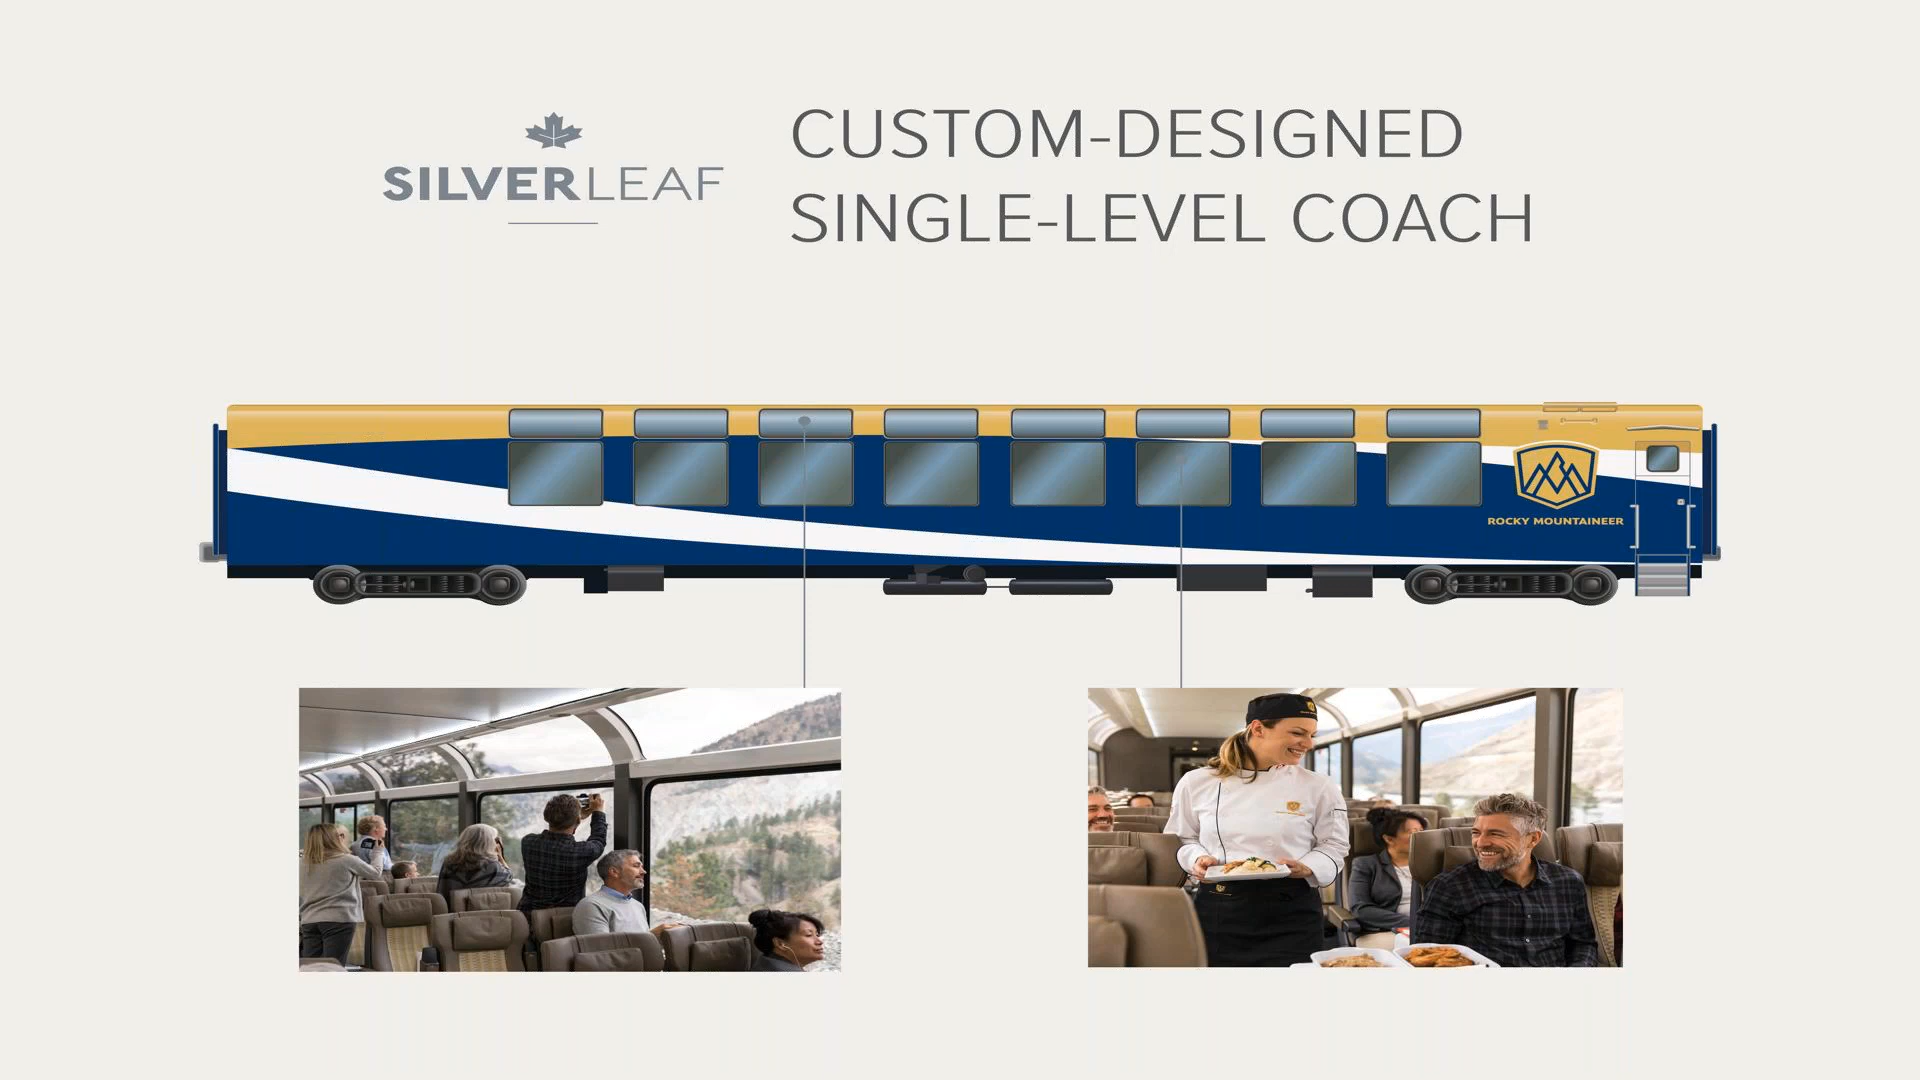 SILVERLEAF
CUSTOM-DESIGNED
SINGLE-LEVEL COACH
ROCKY MOUNTAINEER